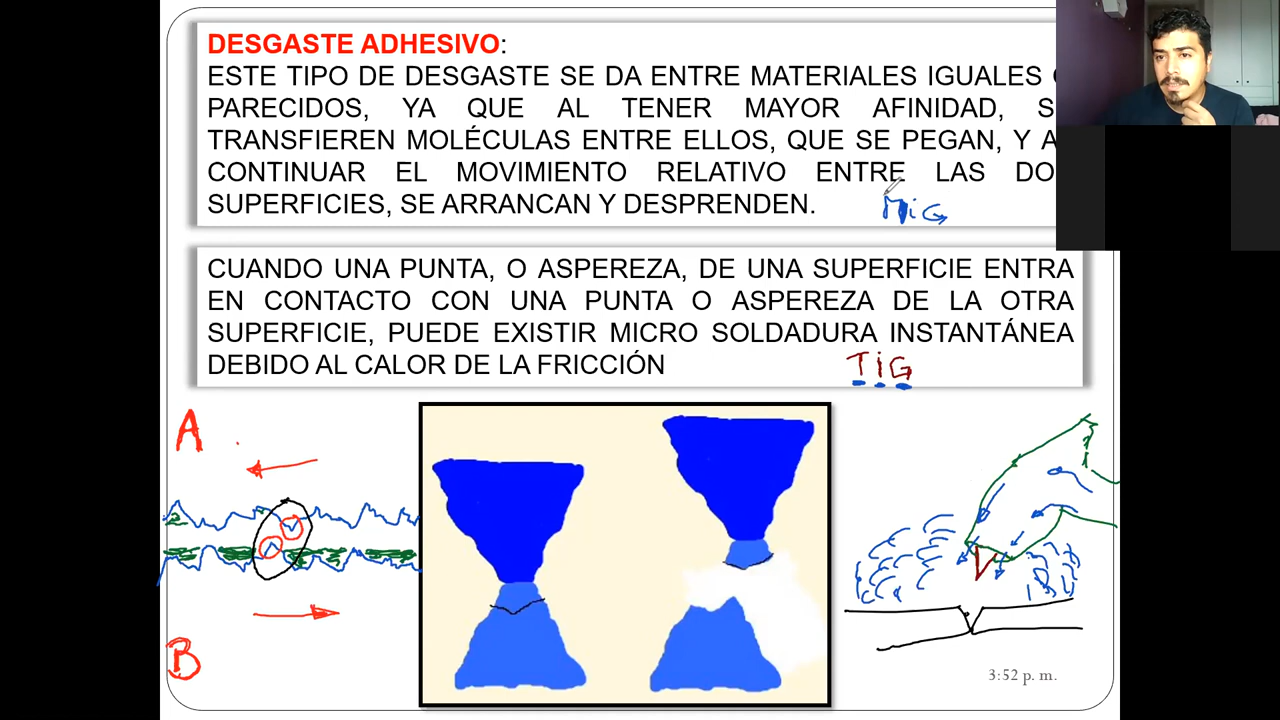 DESGASTE ADHESIVO:
ESTE TIPO DE DESGASTE SE DA ENTRE MATERIALES IGUALES
PARECIDOS, YA QUE AL TENER MAYOR AFINIDAD, S
TRANSFIEREN MOLÉCULAS ENTRE ELLOS, QUE SE PEGAN, Y A
CONTINUAR EL MOVIMIENTO RELATIVO ENTRE LAS DO
SUPERFICIES, SE ARRANCAN Y DESPRENDEN.
MiG
CUANDO UNA PUNTA, O ASPEREZA, DE UNA SUPERFICIE ENTRA
EN CONTACTO CON UNA PUNTA O ASPEREZA DE LA OTRA
SUPERFICIE, PUEDE EXISTIR MICRO SOLDADURA INSTANTÁNEA
DEBIDO AL CALOR DE LA FRICCIÓN
TiG
A
B
3:52 p. m.